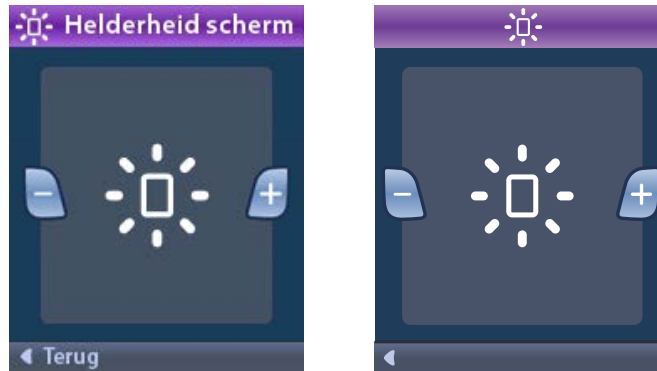 Helderheid scherm
- +
Terug
- +